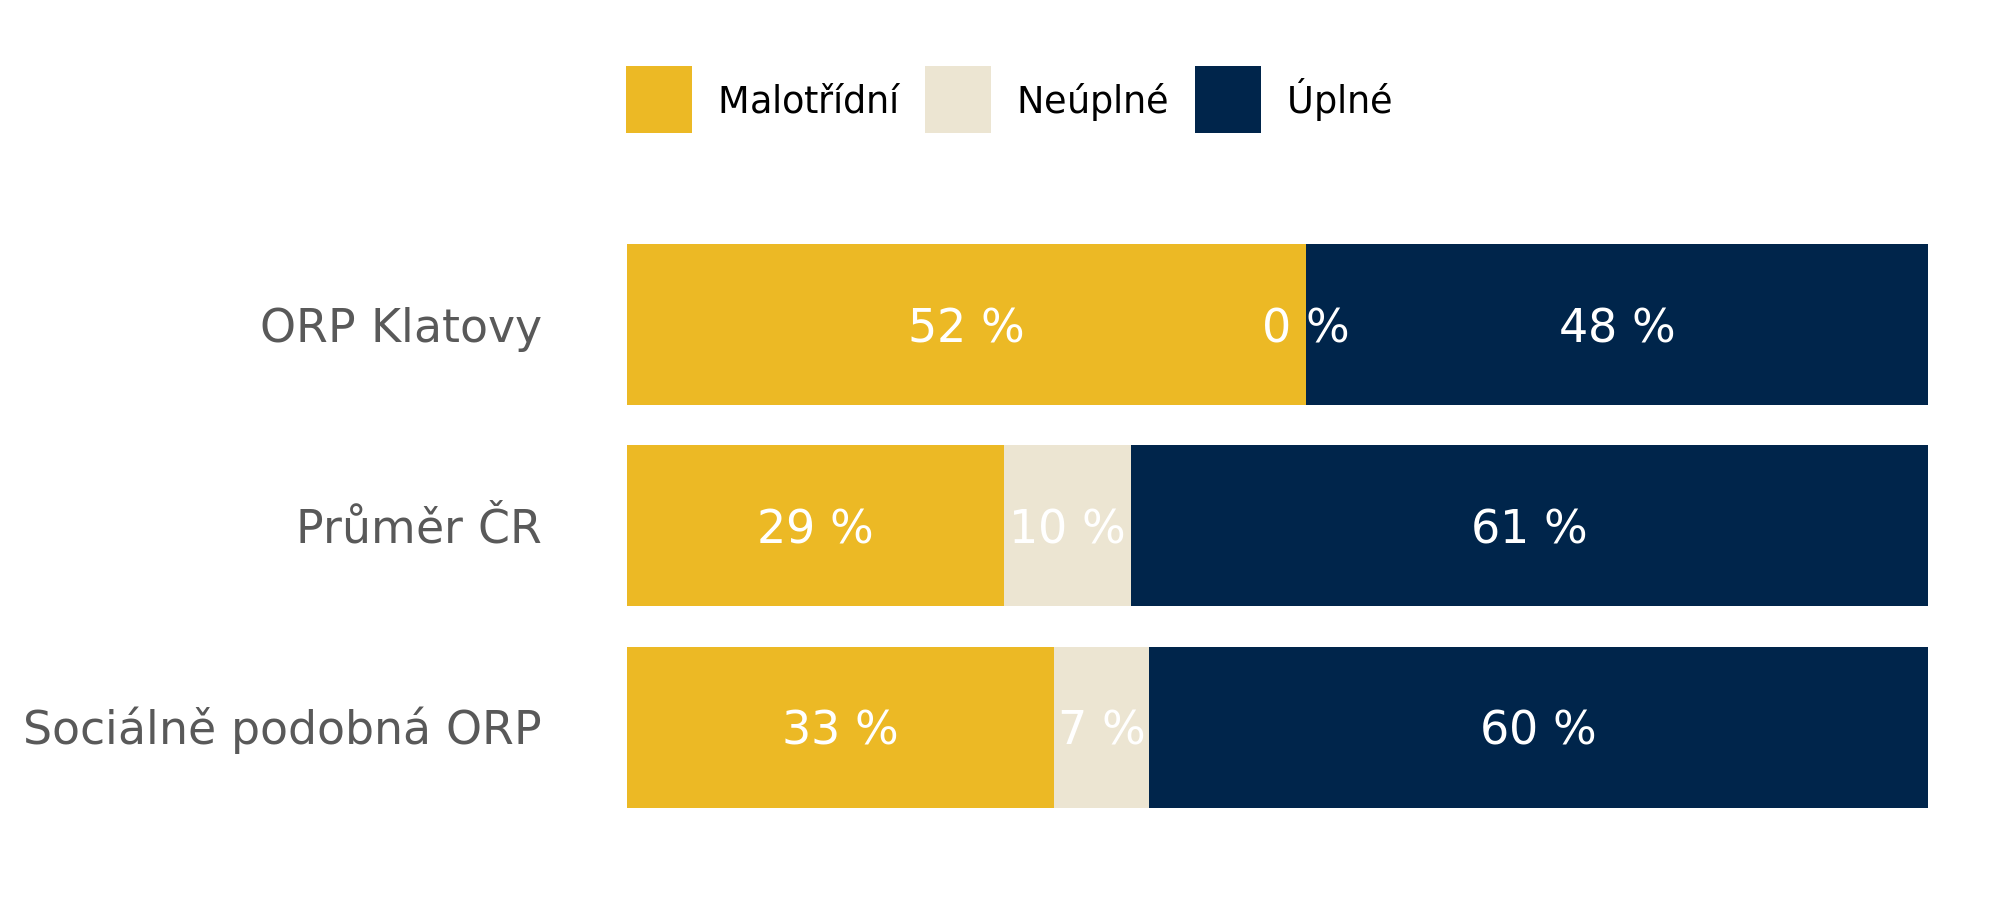 Malotřídní Neúplné Úplné
ORP Klatovy 52 % 0 % 48 %
Průměr ČR 29 % 10 % 61 %
Sociálně podobná ORP 33 % 7 % 60 %